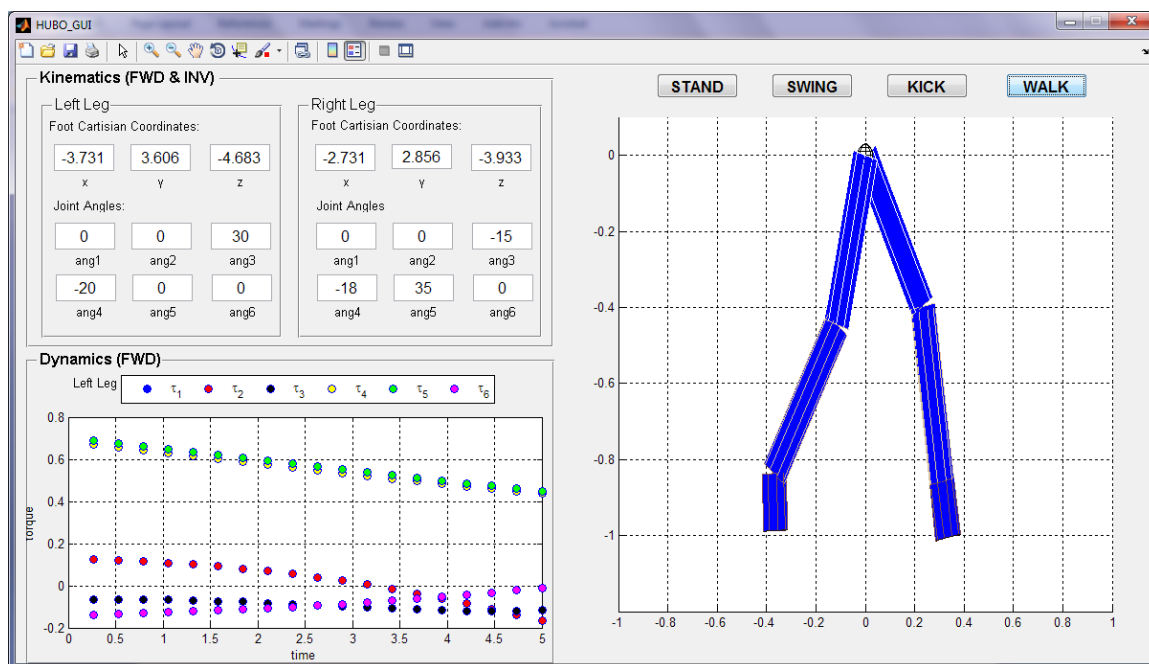 HUBO_GUI
Kinematics (FWD & INV)
Left Leg
Foot Cartisian Coordinates:
-3.731 3.606 -4.683
x y z
Joint Angles:
0 0 30
ang1 ang2 ang3
-20 0 0
ang4 ang5 ang6
Right Leg
Foot Cartisian Coordinates:
-2.731 2.856 -3.933
x y z
Joint Angles
0 0 -15
ang1 ang2 ang3
-18 35 0
ang4 ang5 ang6
Dynamics (FWD)
Left Leg τ1 τ2 τ3 τ4 τ5 τ6
0.8
0.6
0.4
0.2
0
-0.2
torque
0 0.5 1 1.5 2 2.5 3 3.5 4 4.5 5
time
STAND SWING KICK WALK
0
-0.2
-0.4
-0.6
-0.8
-1
-1 -0.8 -0.6 -0.4 -0.2 0 0.2 0.4 0.6 0.8 1